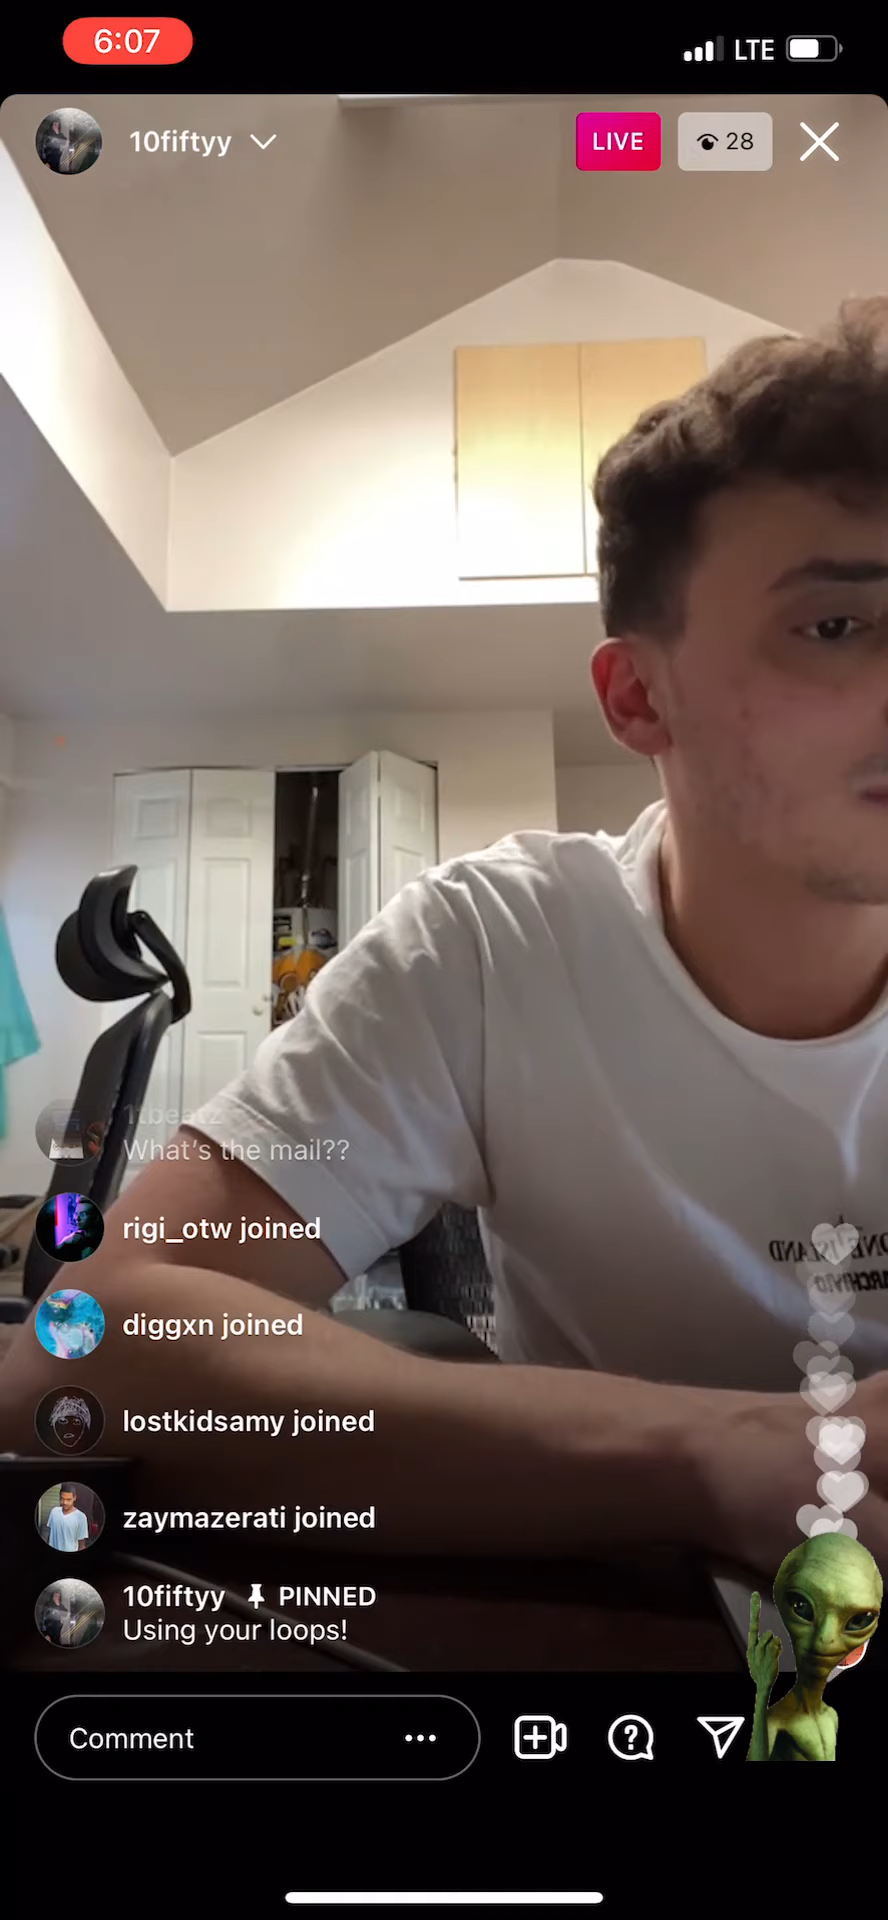 6:07
LTE
10fiftyy
LIVE
28
1tbeatz
What's the mail??
rigi_otw joined
diggxn joined
lostkidsamy joined
zaymazerati joined
10fiftyy PINNED
Using your loops!
Comment